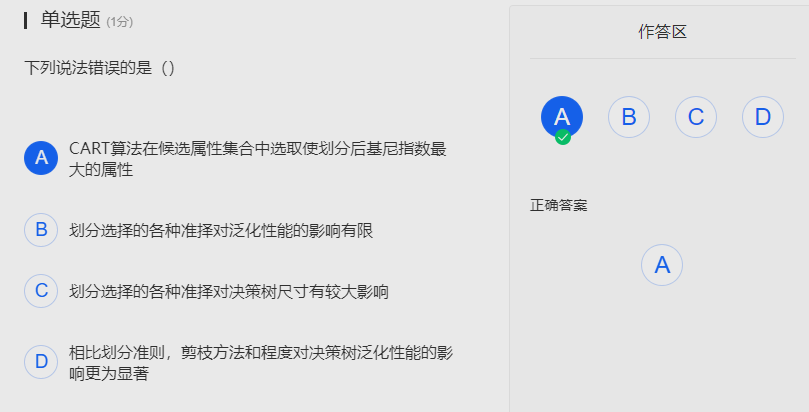 单选题 (1分)
下列说法错误的是（）
A CART算法在候选属性集合中选取使划分后基尼指数最
大的属性
B 划分选择的各种准择对泛化性能的影响有限
C 划分选择的各种准择对决策树尺寸有较大影响
D 相比划分准则，剪枝方法和程度对决策树泛化性能的影
响更为显著
作答区
A B C D
正确答案
A